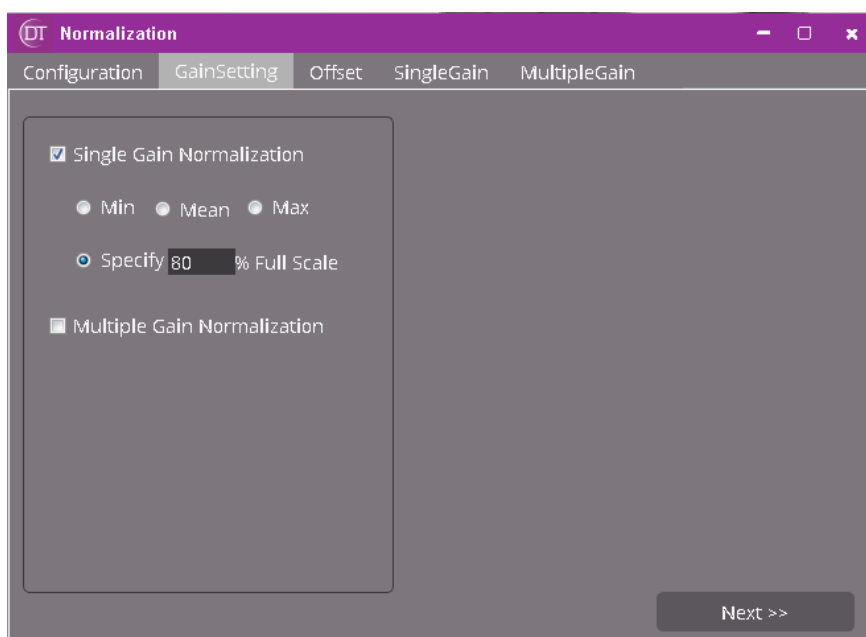 DT Normalization
Configuration GainSetting Offset SingleGain MultipleGain
Single Gain Normalization
Min Mean Max
Specify 80 % Full Scale
Multiple Gain Normalization
Next >>